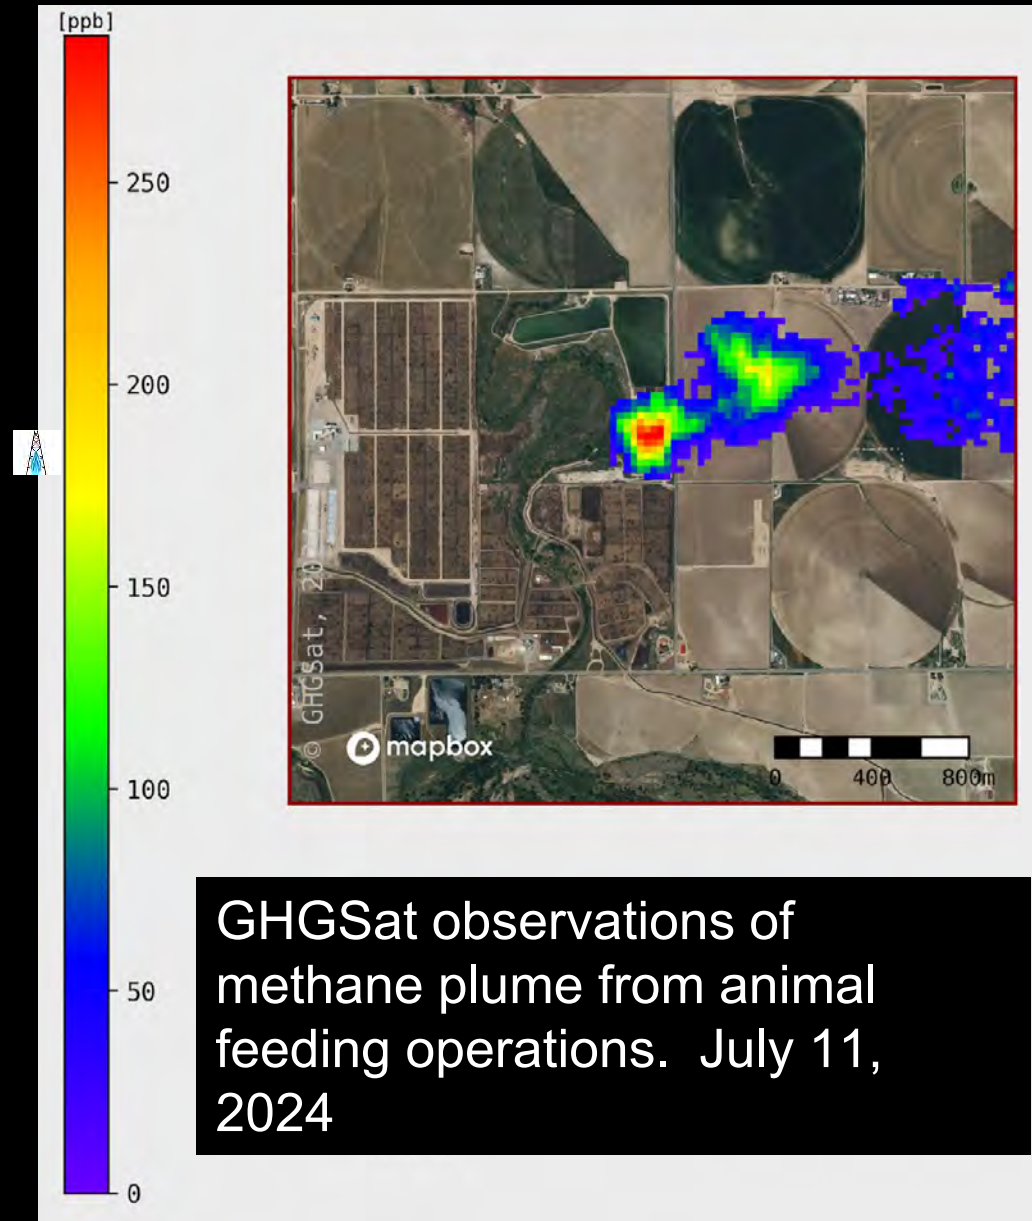 [ppb]
250
200
150
100
50
0
© GHGSat, 20
mapbox
0 400 800m
GHGSat observations of
methane plume from animal
feeding operations. July 11,
2024